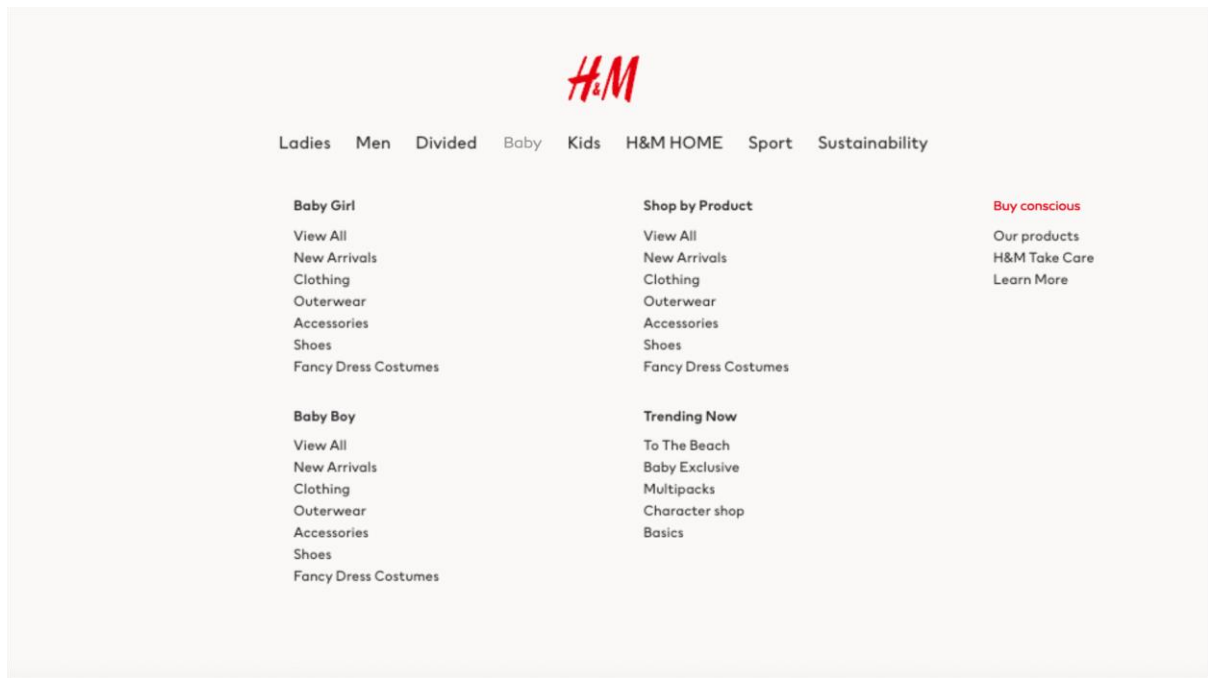 H&M
Ladies Men Divided Baby Kids H&M HOME Sport Sustainability
Baby Girl
View All
New Arrivals
Clothing
Outerwear
Accessories
Shoes
Fancy Dress Costumes
Baby Boy
View All
New Arrivals
Clothing
Outerwear
Accessories
Shoes
Fancy Dress Costumes
Shop by Product
View All
New Arrivals
Clothing
Outerwear
Accessories
Shoes
Fancy Dress Costumes
Trending Now
To The Beach
Baby Exclusive
Multipacks
Character shop
Basics
Buy conscious
Our products
H&M Take Care
Learn More